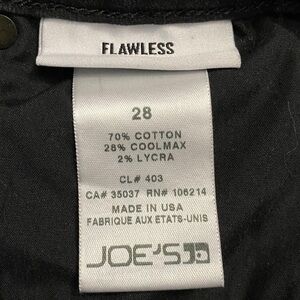 FLAWLESS
28
70% COTTON
28% COOLMAX
2% LYCRA
CL# 403
CA# 35037 RN# 106214
MADE IN USA
FABRIQUE AUX ETATS-UNIS
JOE'S